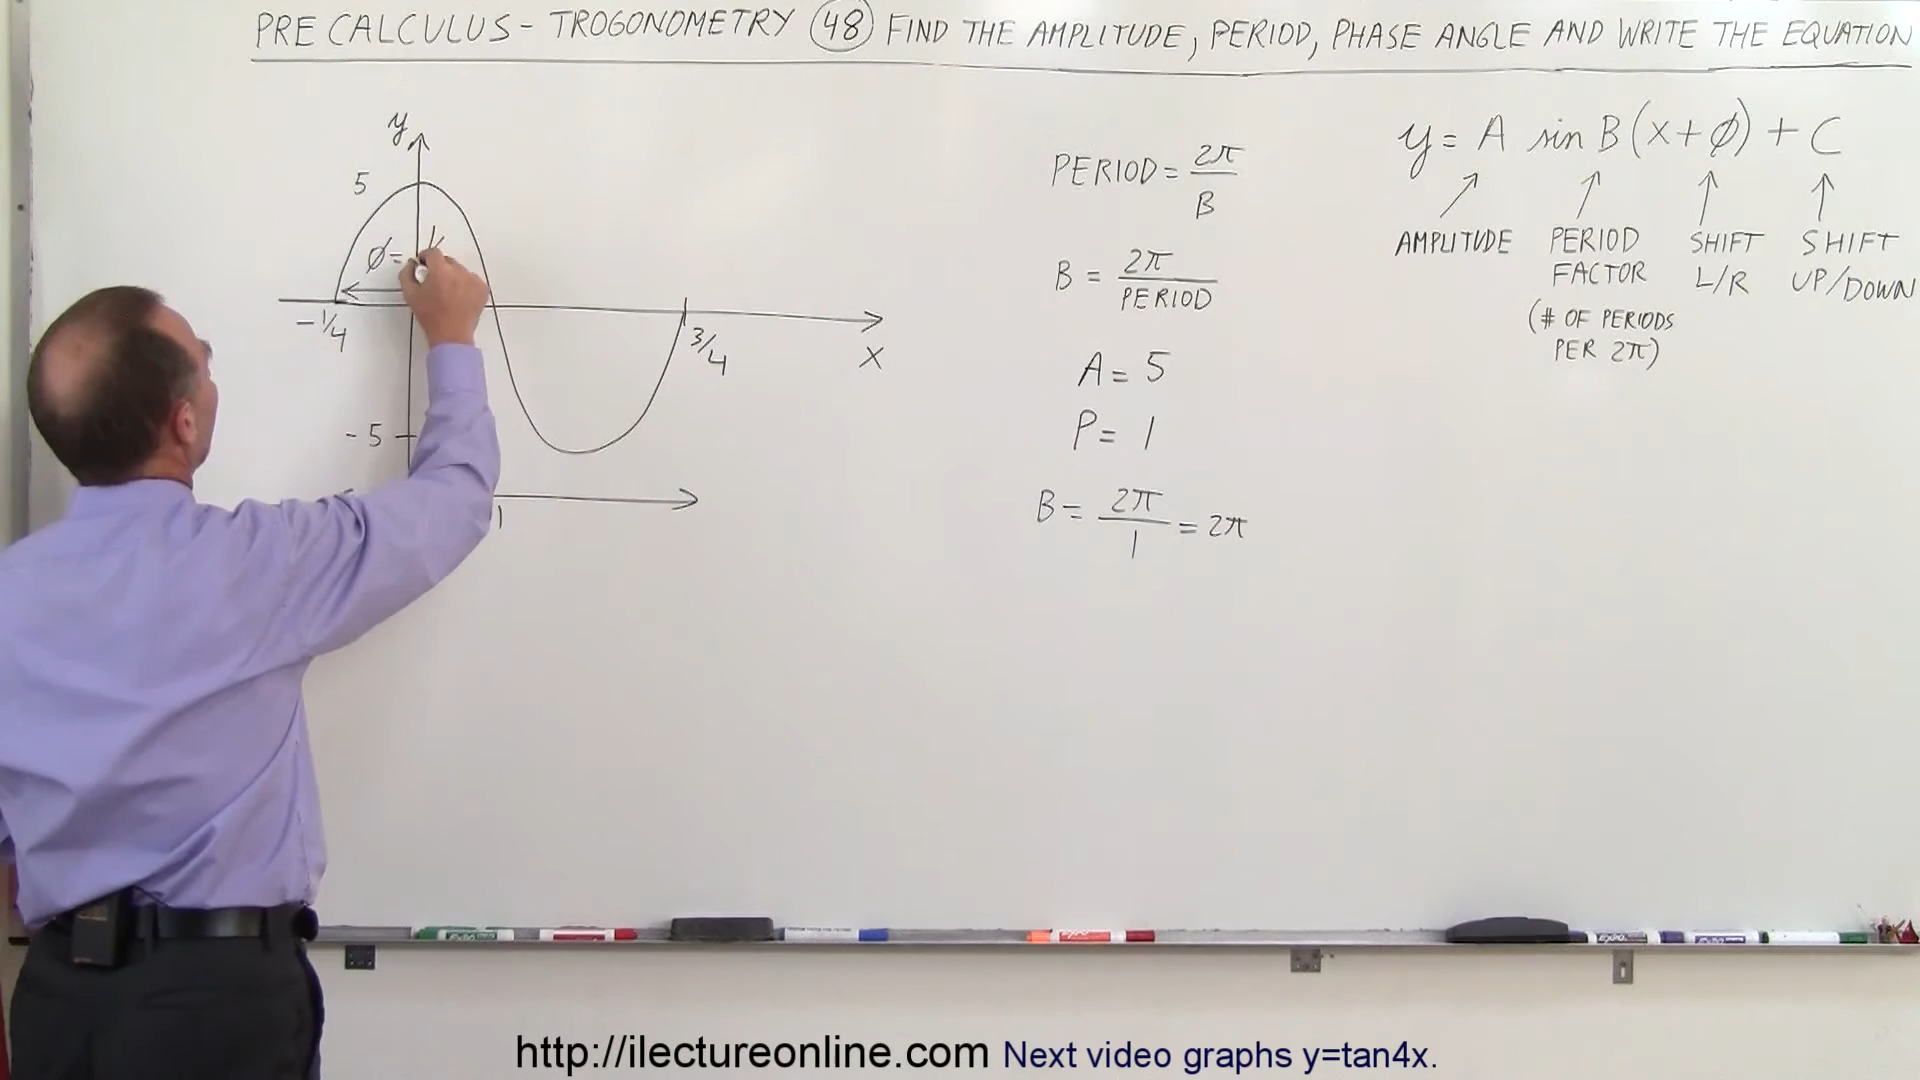 PRE CALCULUS - TROGONOMETRY 48 FIND THE AMPLITUDE, PERIOD, PHASE ANGLE AND WRITE THE EQUATION
y
5
ϕ=
-1/4
3/4
x
-5
1
PERIOD = 2π/B
B = 2π/PERIOD
A = 5
P = 1
B = 2π/1 = 2π
y = A sin B(x+ϕ) + C
AMPLITUDE
PERIOD
FACTOR
(# OF PERIODS
PER 2π)
SHIFT
L/R
SHIFT
UP/DOWN
http://ilectureonline.com Next video graphs y=tan4x.